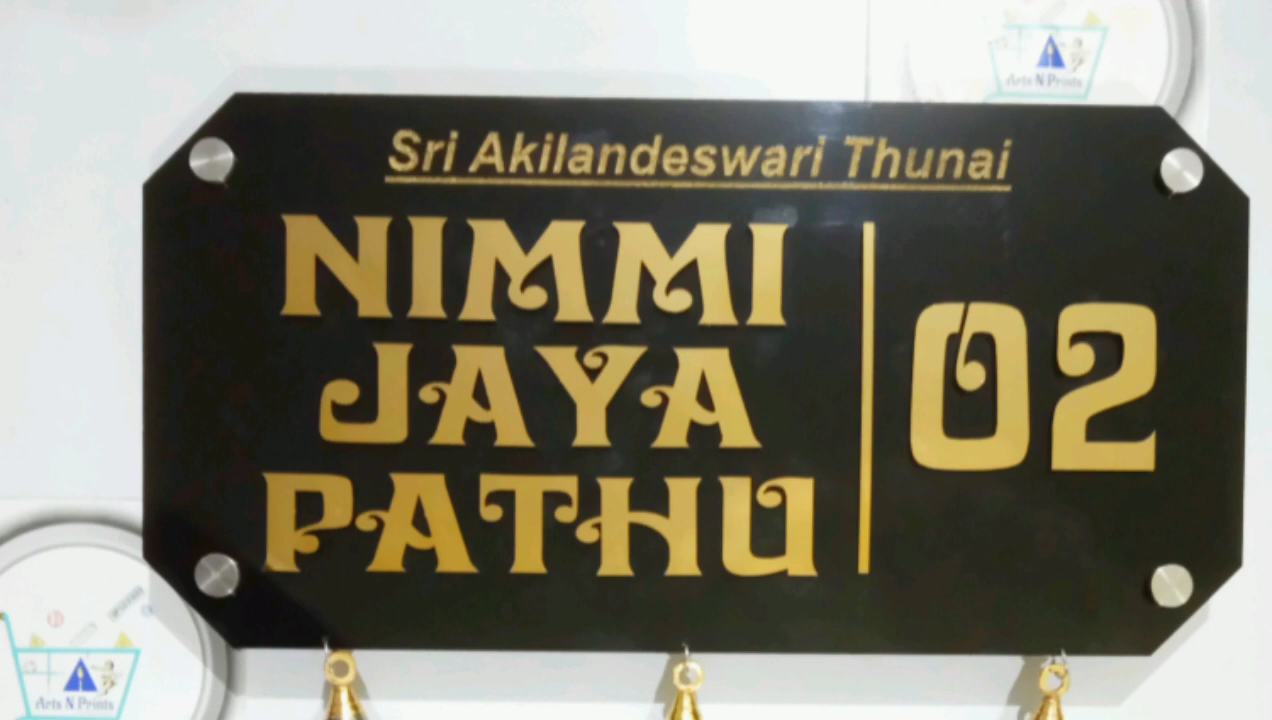 Arts N Prints
Sri Akilandeswari Thunai
NIMMI
JAYA
PATHU
02
Arts N Prints